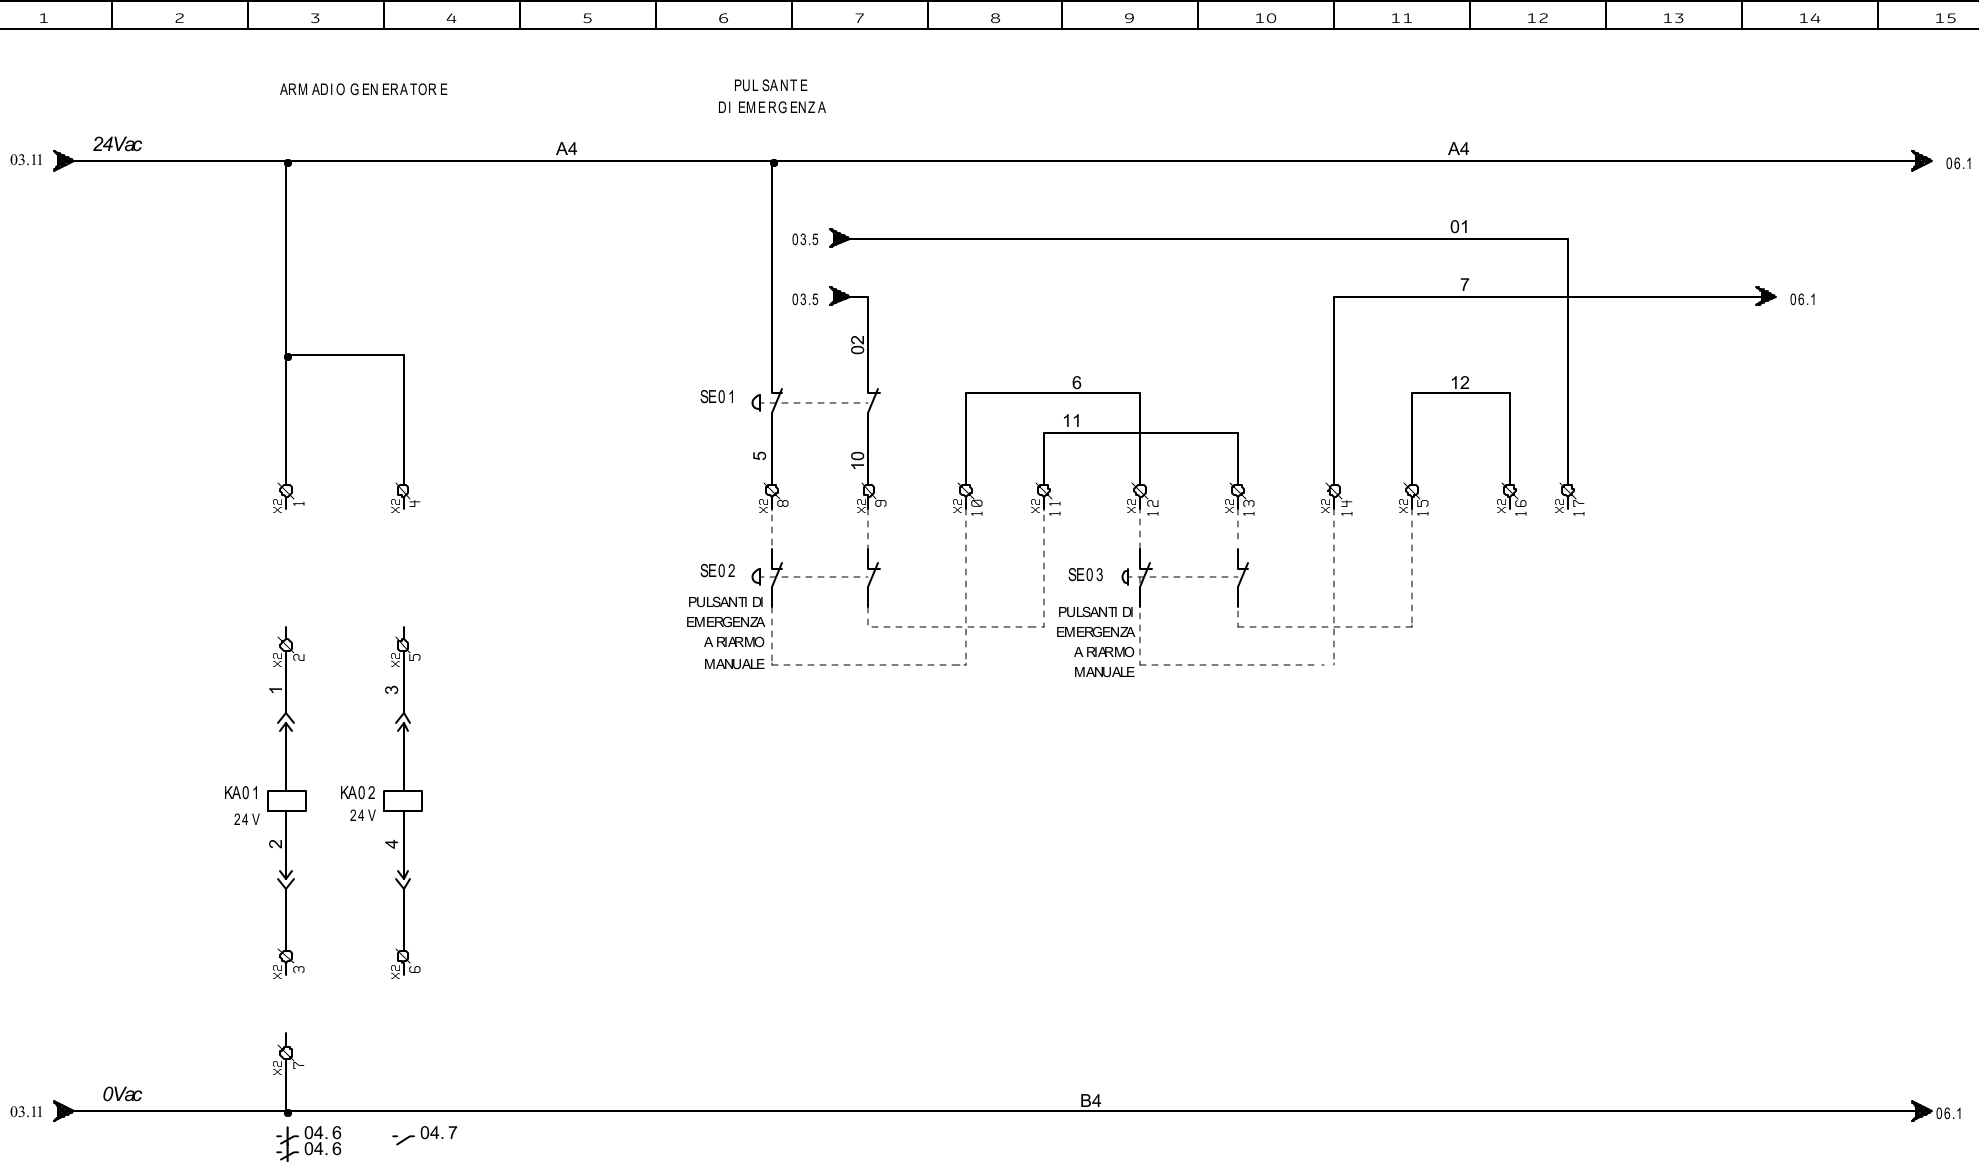 1 2 3 4 5 6 7 8 9 10 11 12 13 14 15
ARMADIO GENERATORE
PULSANTE
DI EMERGENZA
03.11 24Vac A4 A4 06.1
03.5 01
03.5 7 06.1
02
SE01 6 12
11
5 10
X2 1 X2 4 X2 8 X2 9 X2 10 X2 11 X2 12 X2 13 X2 14 X2 15 X2 16 X2 17
SE02 SE03
PULSANTI DI
EMERGENZA
A RIARMO
MANUALE
PULSANTI DI
EMERGENZA
A RIARMO
MANUALE
X2 2 X2 5
1 3
KA01 KA02
24V 24V
2 4
X2 3 X2 6
X2 7
03.11 0Vac B4 06.1
04.6 04.7
04.6